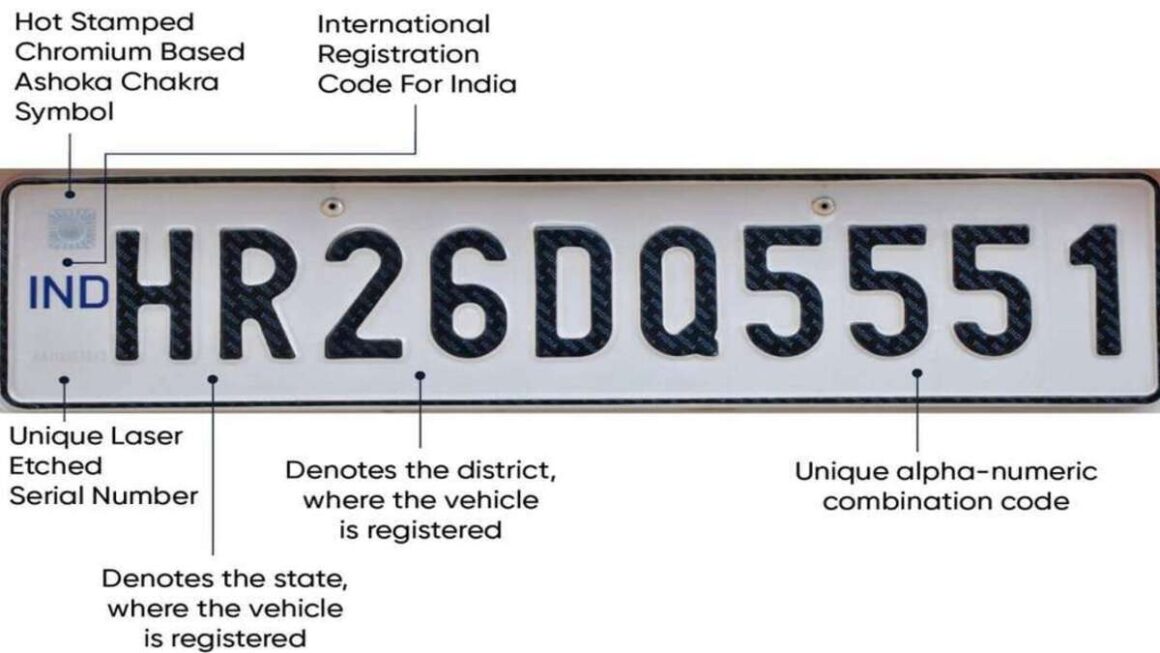 Hot Stamped
Chromium Based
Ashoka Chakra
Symbol
International
Registration
Code For India
IND
HR26DQ5551
Unique Laser
Etched
Serial Number
Denotes the state,
where the vehicle
is registered
Denotes the district,
where the vehicle
is registered
Unique alpha-numeric
combination code